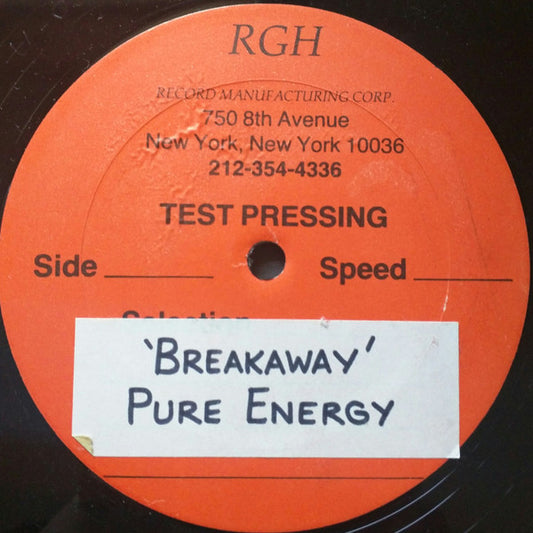 RGH
RECORD MANUFACTURING CORP.
750 8th Avenue
New York, New York 10036
212-354-4336
TEST PRESSING
Side Speed
Selection
'BREAKAWAY'
PURE ENERGY